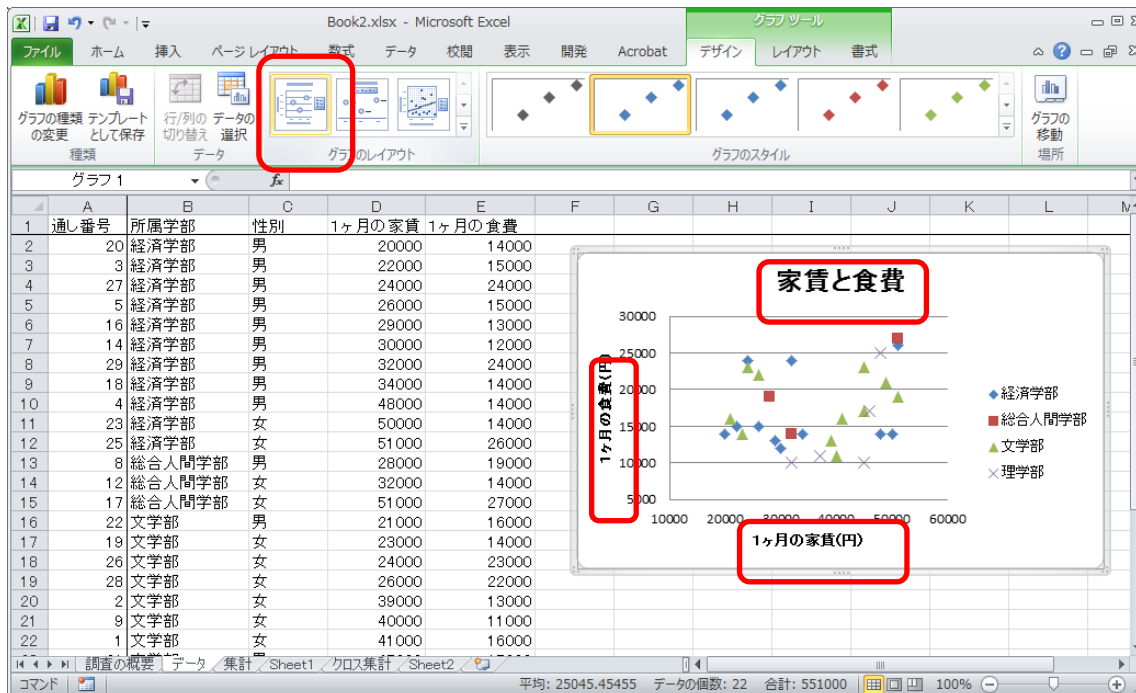 Book2.xlsx - Microsoft Excel
グラフ ツール
ファイル ホーム 挿入 ページ レイアウト 数式 データ 校閲 表示 開発 Acrobat デザイン レイアウト 書式
グラフの種類の変更
テンプレートとして保存
行/列の切り替え
データの選択
グラフの移動
種類 データ グラフのレイアウト グラフのスタイル 場所
グラフ 1
fx
A B C D E F G H I J K L M
1 通し番号 所属学部 性別 1ヶ月の家賃 1ヶ月の食費
2 20 経済学部 男 20000 14000
3 3 経済学部 男 22000 15000
4 27 経済学部 男 24000 24000
5 5 経済学部 男 26000 15000
6 16 経済学部 男 29000 13000
7 14 経済学部 男 30000 12000
8 29 経済学部 男 32000 24000
9 18 経済学部 男 34000 14000
10 4 経済学部 男 48000 14000
11 23 経済学部 女 50000 14000
12 25 経済学部 女 51000 26000
13 8 総合人間学部 男 28000 19000
14 12 総合人間学部 女 32000 14000
15 17 総合人間学部 女 51000 27000
16 22 文学部 男 21000 16000
17 19 文学部 女 23000 14000
18 26 文学部 女 24000 23000
19 28 文学部 女 26000 22000
20 2 文学部 女 39000 13000
21 9 文学部 女 40000 11000
22 1 文学部 女 41000 16000
家賃と食費
30000
25000
20000
15000
10000
5000
1ヶ月の食費(円)
10000 20000 30000 40000 50000 60000
1ヶ月の家賃(円)
経済学部
総合人間学部
文学部
理学部
調査の概要 データ 集計 Sheet1 クロス集計 Sheet2
コマンド 平均: 25045.45455 データの個数: 22 合計: 551000 100%